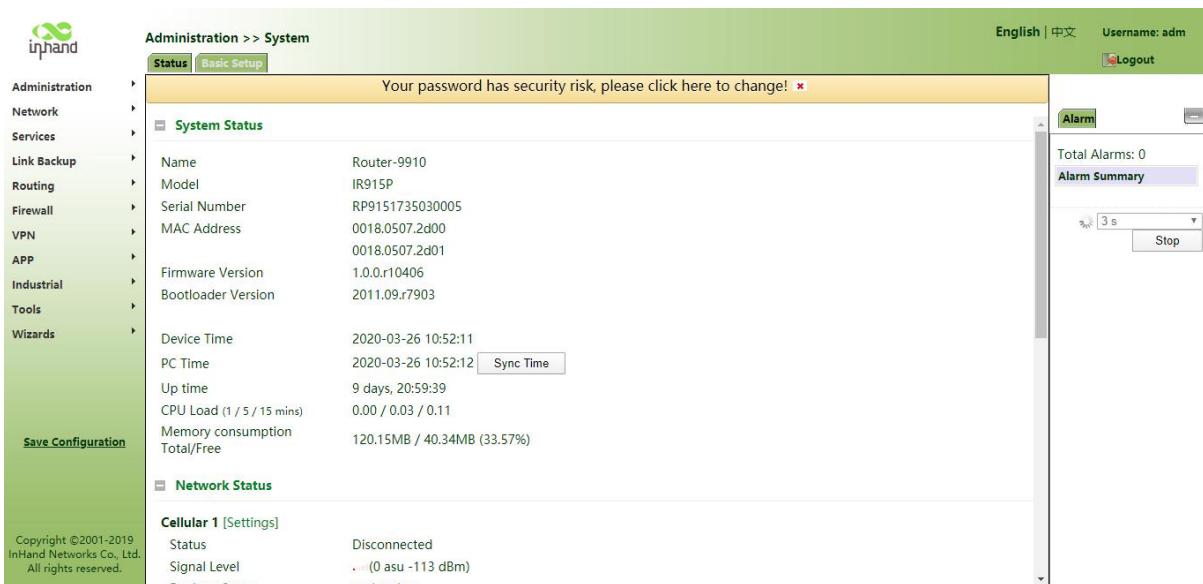 inhand
Administration >> System
English | 中文
Username: adm
Logout
Status
Basic Setup
Your password has security risk, please click here to change!
Administration
Network
Services
Link Backup
Routing
Firewall
VPN
APP
Industrial
Tools
Wizards
Save Configuration
Copyright ©2001-2019
InHand Networks Co., Ltd.
All rights reserved.
System Status
Name Router-9910
Model IR915P
Serial Number RP9151735030005
MAC Address 0018.0507.2d00
0018.0507.2d01
Firmware Version 1.0.0.r10406
Bootloader Version 2011.09.r7903
Device Time 2020-03-26 10:52:11
PC Time 2020-03-26 10:52:12 Sync Time
Up time 9 days, 20:59:39
CPU Load (1 / 5 / 15 mins) 0.00 / 0.03 / 0.11
Memory consumption
Total/Free 120.15MB / 40.34MB (33.57%)
Network Status
Cellular 1 [Settings]
Status Disconnected
Signal Level (0 asu -113 dBm)
Alarm
Total Alarms: 0
Alarm Summary
3 s
Stop